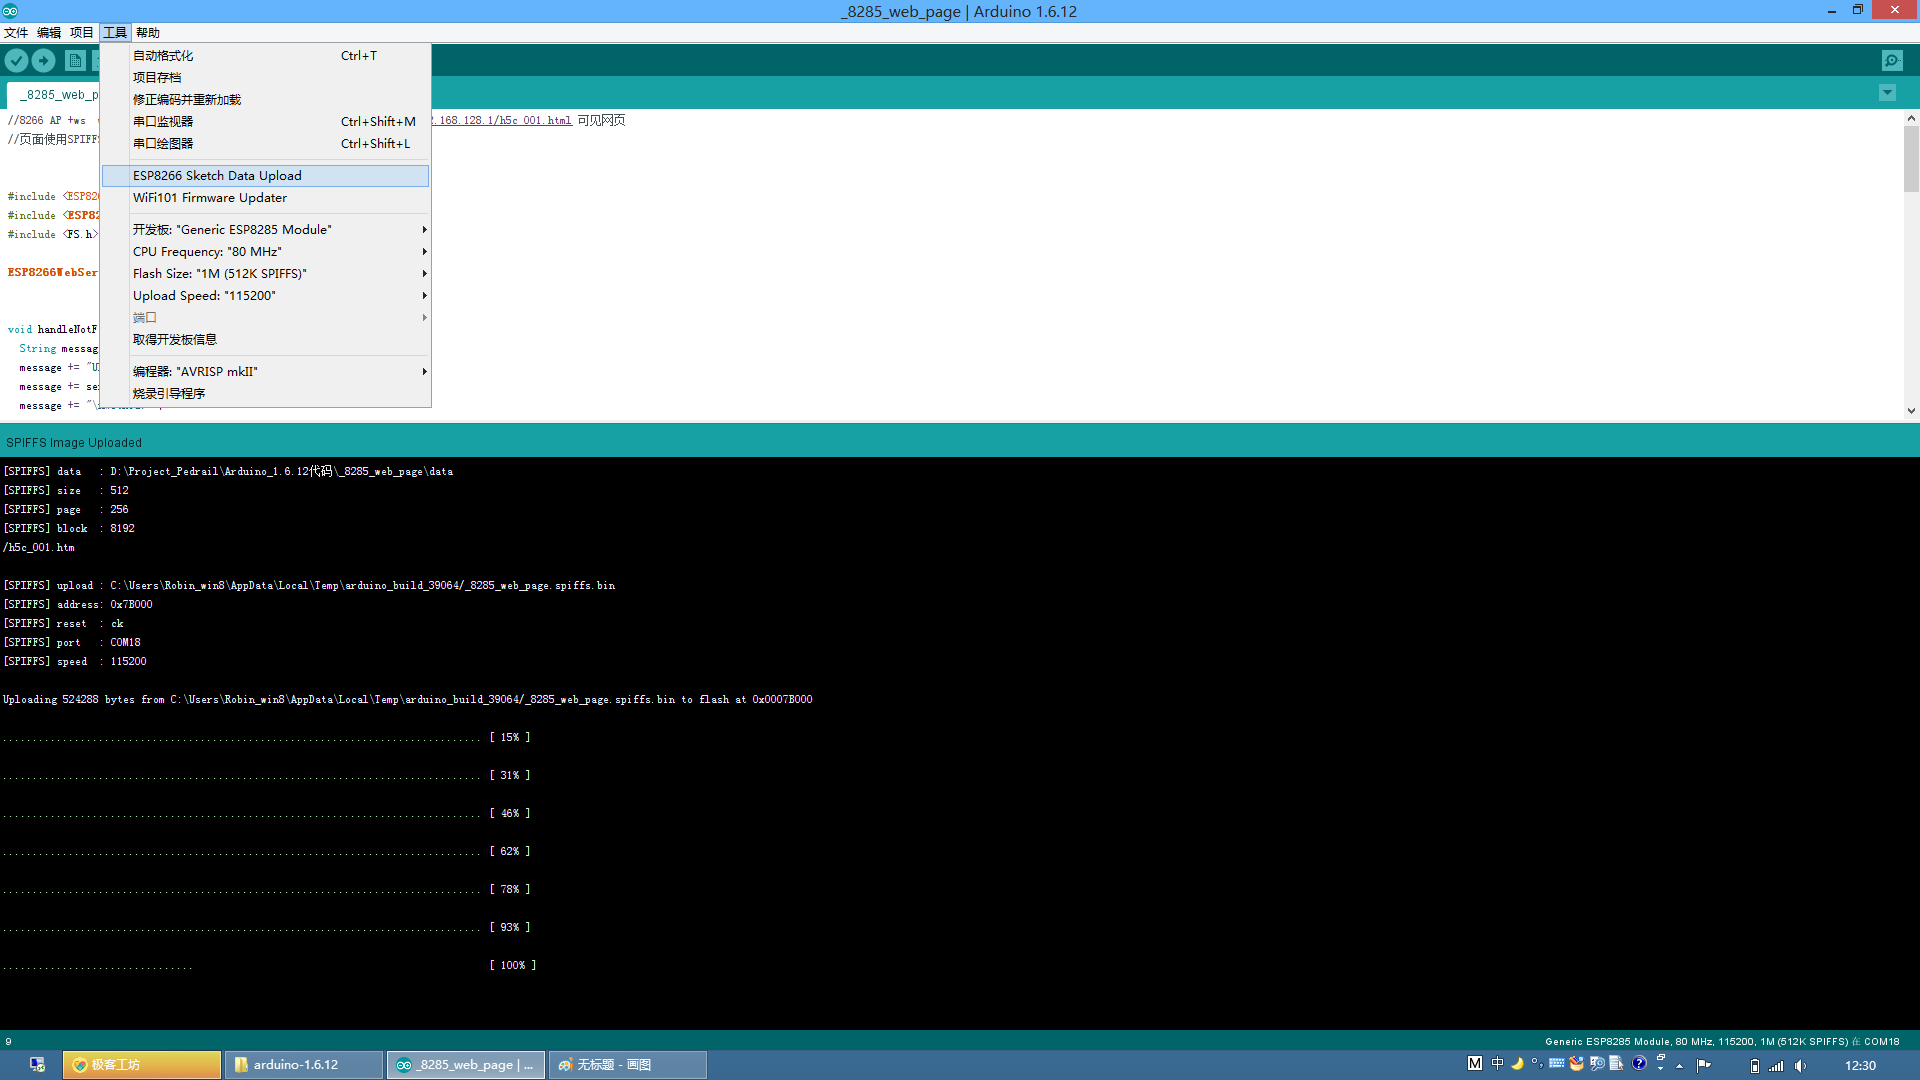 _8285_web_page | Arduino 1.6.12
文件 编辑 项目 工具 帮助
自动格式化 Ctrl+T
项目存档
修正编码并重新加载
串口监视器 Ctrl+Shift+M
串口绘图器 Ctrl+Shift+L
ESP8266 Sketch Data Upload
WiFi101 Firmware Updater
开发板: "Generic ESP8285 Module"
CPU Frequency: "80 MHz"
Flash Size: "1M (512K SPIFFS)"
Upload Speed: "115200"
端口
取得开发板信息
编程器: "AVRISP mkII"
烧录引导程序
_8285_web_p
//8266 AP +ws 2.168.128.1/h5c_001.html 可见网页
//页面使用SPIFF
#include <ESP82
#include <ESP82
#include <FS.h>
ESP8266WebSer
void handleNotF
String messag
message += "U
message += se
message += "\
SPIFFS Image Uploaded
[SPIFFS] data : D:\Project_Pedrail\Arduino_1.6.12代码\_8285_web_page\data
[SPIFFS] size : 512
[SPIFFS] page : 256
[SPIFFS] block : 8192
/h5c_001.htm
[SPIFFS] upload : C:\Users\Robin_win8\AppData\Local\Temp\arduino_build_39064/_8285_web_page.spiffs.bin
[SPIFFS] address: 0x7B000
[SPIFFS] reset : ck
[SPIFFS] port : COM18
[SPIFFS] speed : 115200
Uploading 524288 bytes from C:\Users\Robin_win8\AppData\Local\Temp\arduino_build_39064/_8285_web_page.spiffs.bin to flash at 0x0007B000
................................................................................ [ 15% ]
................................................................................ [ 31% ]
................................................................................ [ 46% ]
................................................................................ [ 62% ]
................................................................................ [ 78% ]
................................................................................ [ 93% ]
................................ [ 100% ]
9
Generic ESP8285 Module, 80 MHz, 115200, 1M (512K SPIFFS) 在 COM18
极客工坊
arduino-1.6.12
_8285_web_page | ...
无标题 - 画图
M 中
12:30